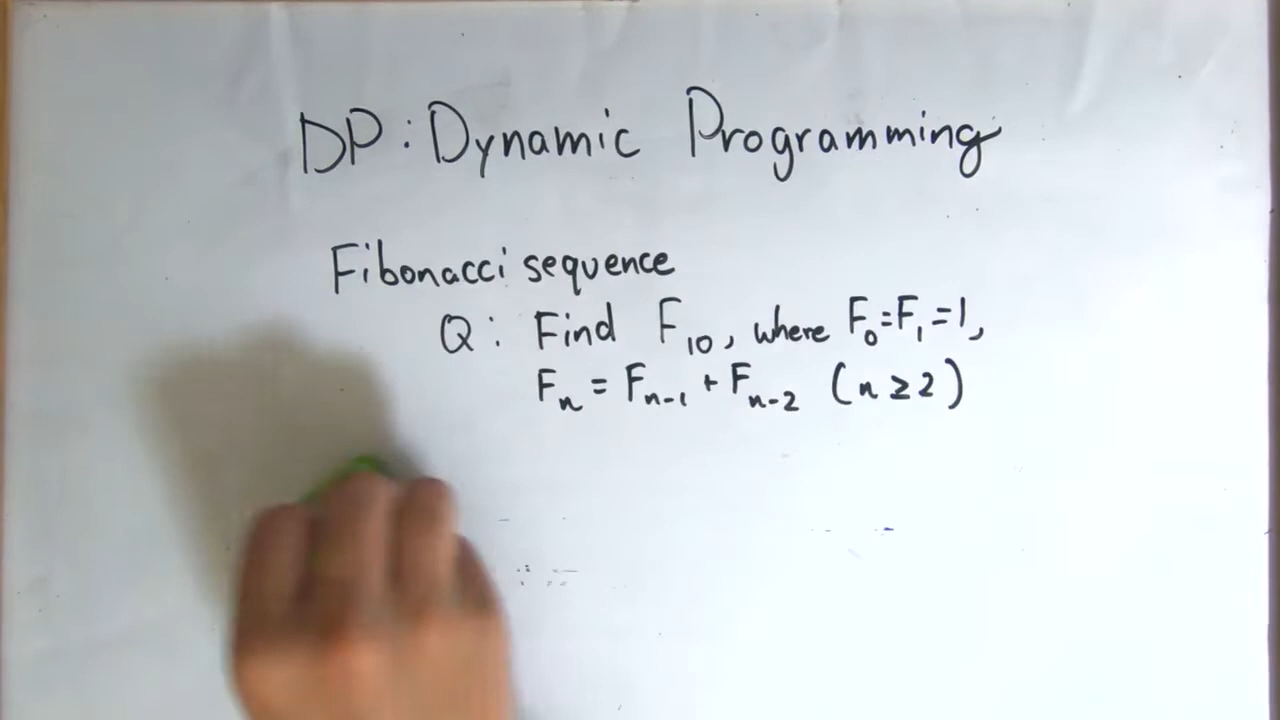 DP: Dynamic Programming
Fibonacci sequence
Q: Find F₁₀, where F₀=F₁=1,
Fₙ = Fₙ₋₁ + Fₙ₋₂ (n ≥ 2)